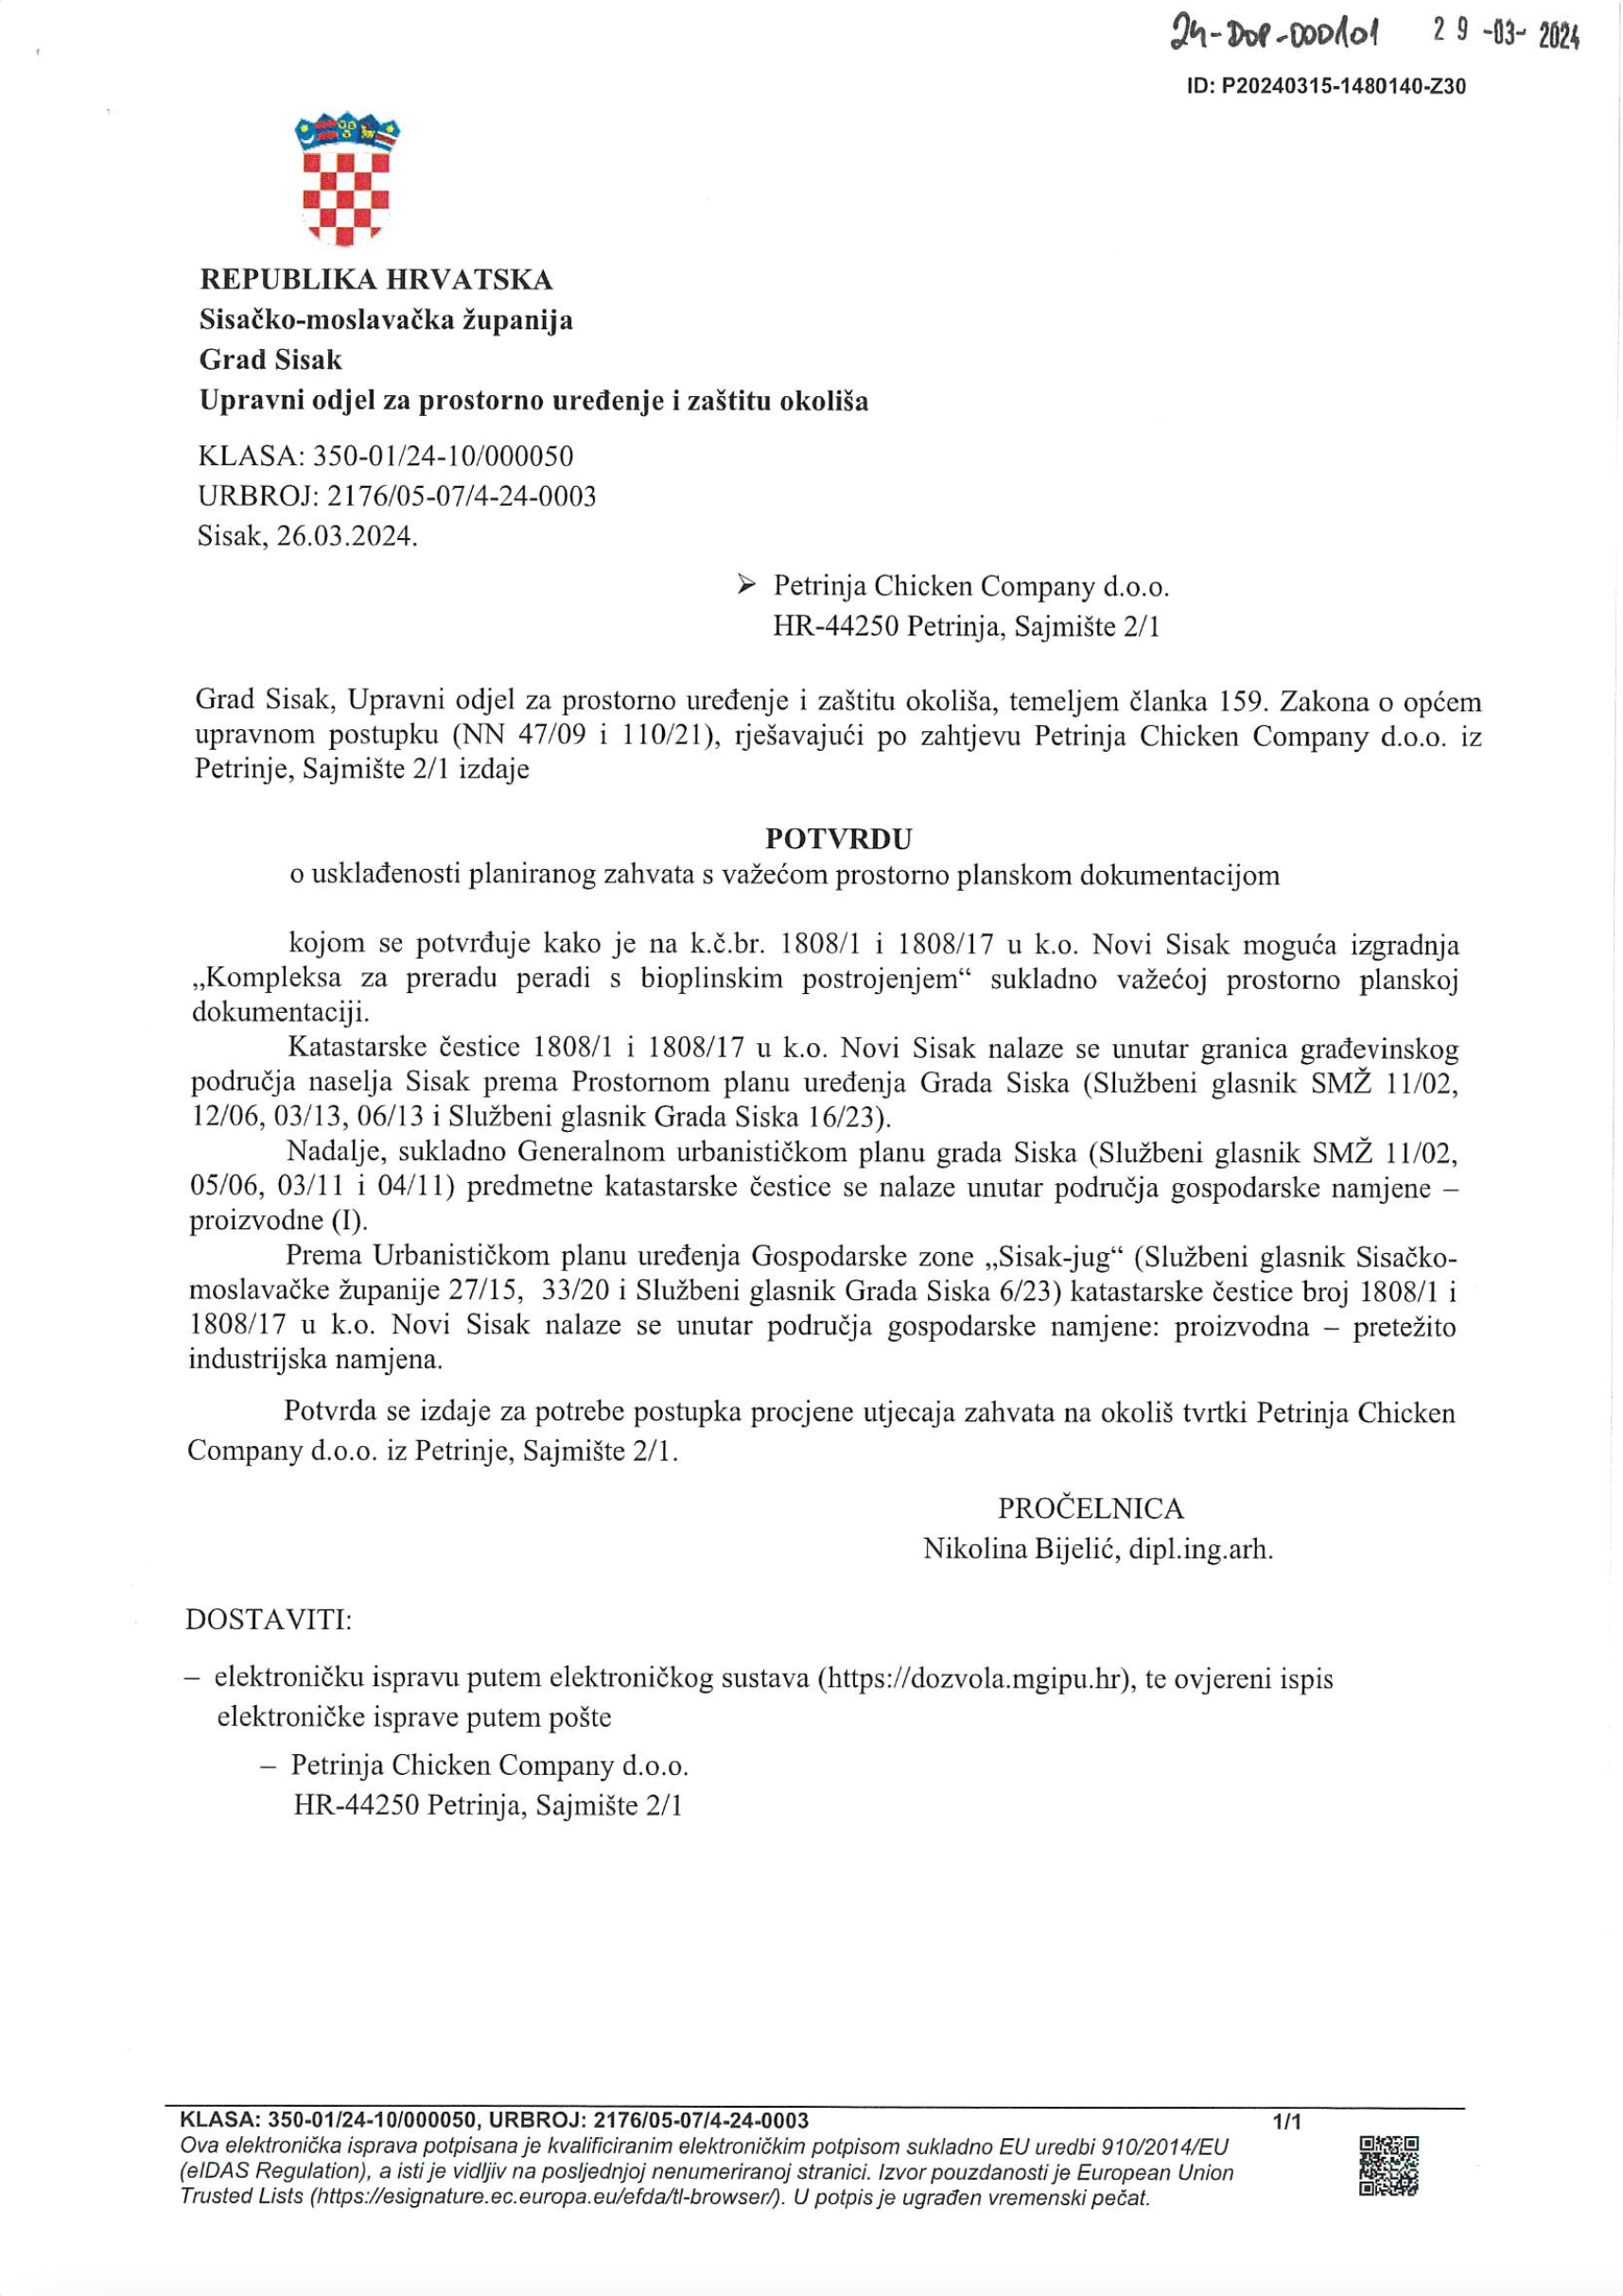 24-DOP-000101 29 -03- 2024
ID: P20240315-1480140-Z30
REPUBLIKA HRVATSKA
Sisačko-moslavačka županija
Grad Sisak
Upravni odjel za prostorno uređenje i zaštitu okoliša
KLASA: 350-01/24-10/000050
URBROJ: 2176/05-07/4-24-0003
Sisak, 26.03.2024.
➢ Petrinja Chicken Company d.o.o.
HR-44250 Petrinja, Sajmište 2/1
Grad Sisak, Upravni odjel za prostorno uređenje i zaštitu okoliša, temeljem članka 159. Zakona o općem
upravnom postupku (NN 47/09 i 110/21), rješavajući po zahtjevu Petrinja Chicken Company d.o.o. iz
Petrinje, Sajmište 2/1 izdaje
POTVRDU
o usklađenosti planiranog zahvata s važećom prostorno planskom dokumentacijom
kojom se potvrđuje kako je na k.č.br. 1808/1 i 1808/17 u k.o. Novi Sisak moguća izgradnja
„Kompleksa za preradu peradi s bioplinskim postrojenjem“ sukladno važećoj prostorno planskoj
dokumentaciji.
Katastarske čestice 1808/1 i 1808/17 u k.o. Novi Sisak nalaze se unutar granica građevinskog
područja naselja Sisak prema Prostornom planu uređenja Grada Siska (Službeni glasnik SMŽ 11/02,
12/06, 03/13, 06/13 i Službeni glasnik Grada Siska 16/23).
Nadalje, sukladno Generalnom urbanističkom planu grada Siska (Službeni glasnik SMŽ 11/02,
05/06, 03/11 i 04/11) predmetne katastarske čestice se nalaze unutar područja gospodarske namjene –
proizvodne (I).
Prema Urbanističkom planu uređenja Gospodarske zone „Sisak-jug“ (Službeni glasnik Sisačko-
moslavačke županije 27/15, 33/20 i Službeni glasnik Grada Siska 6/23) katastarske čestice broj 1808/1 i
1808/17 u k.o. Novi Sisak nalaze se unutar područja gospodarske namjene: proizvodna – pretežito
industrijska namjena.
Potvrda se izdaje za potrebe postupka procjene utjecaja zahvata na okoliš tvrtki Petrinja Chicken
Company d.o.o. iz Petrinje, Sajmište 2/1.
PROČELNICA
Nikolina Bijelić, dipl.ing.arh.
DOSTAVITI:
– elektroničku ispravu putem elektroničkog sustava (https://dozvola.mgipu.hr), te ovjereni ispis
elektroničke isprave putem pošte
– Petrinja Chicken Company d.o.o.
HR-44250 Petrinja, Sajmište 2/1
KLASA: 350-01/24-10/000050, URBROJ: 2176/05-07/4-24-0003 1/1
Ova elektronička isprava potpisana je kvalificiranim elektroničkim potpisom sukladno EU uredbi 910/2014/EU
(eIDAS Regulation), a isti je vidljiv na posljednjoj nenumeriranoj stranici. Izvor pouzdanosti je European Union
Trusted Lists (https://esignature.ec.europa.eu/efda/tl-browser/). U potpis je ugrađen vremenski pečat.